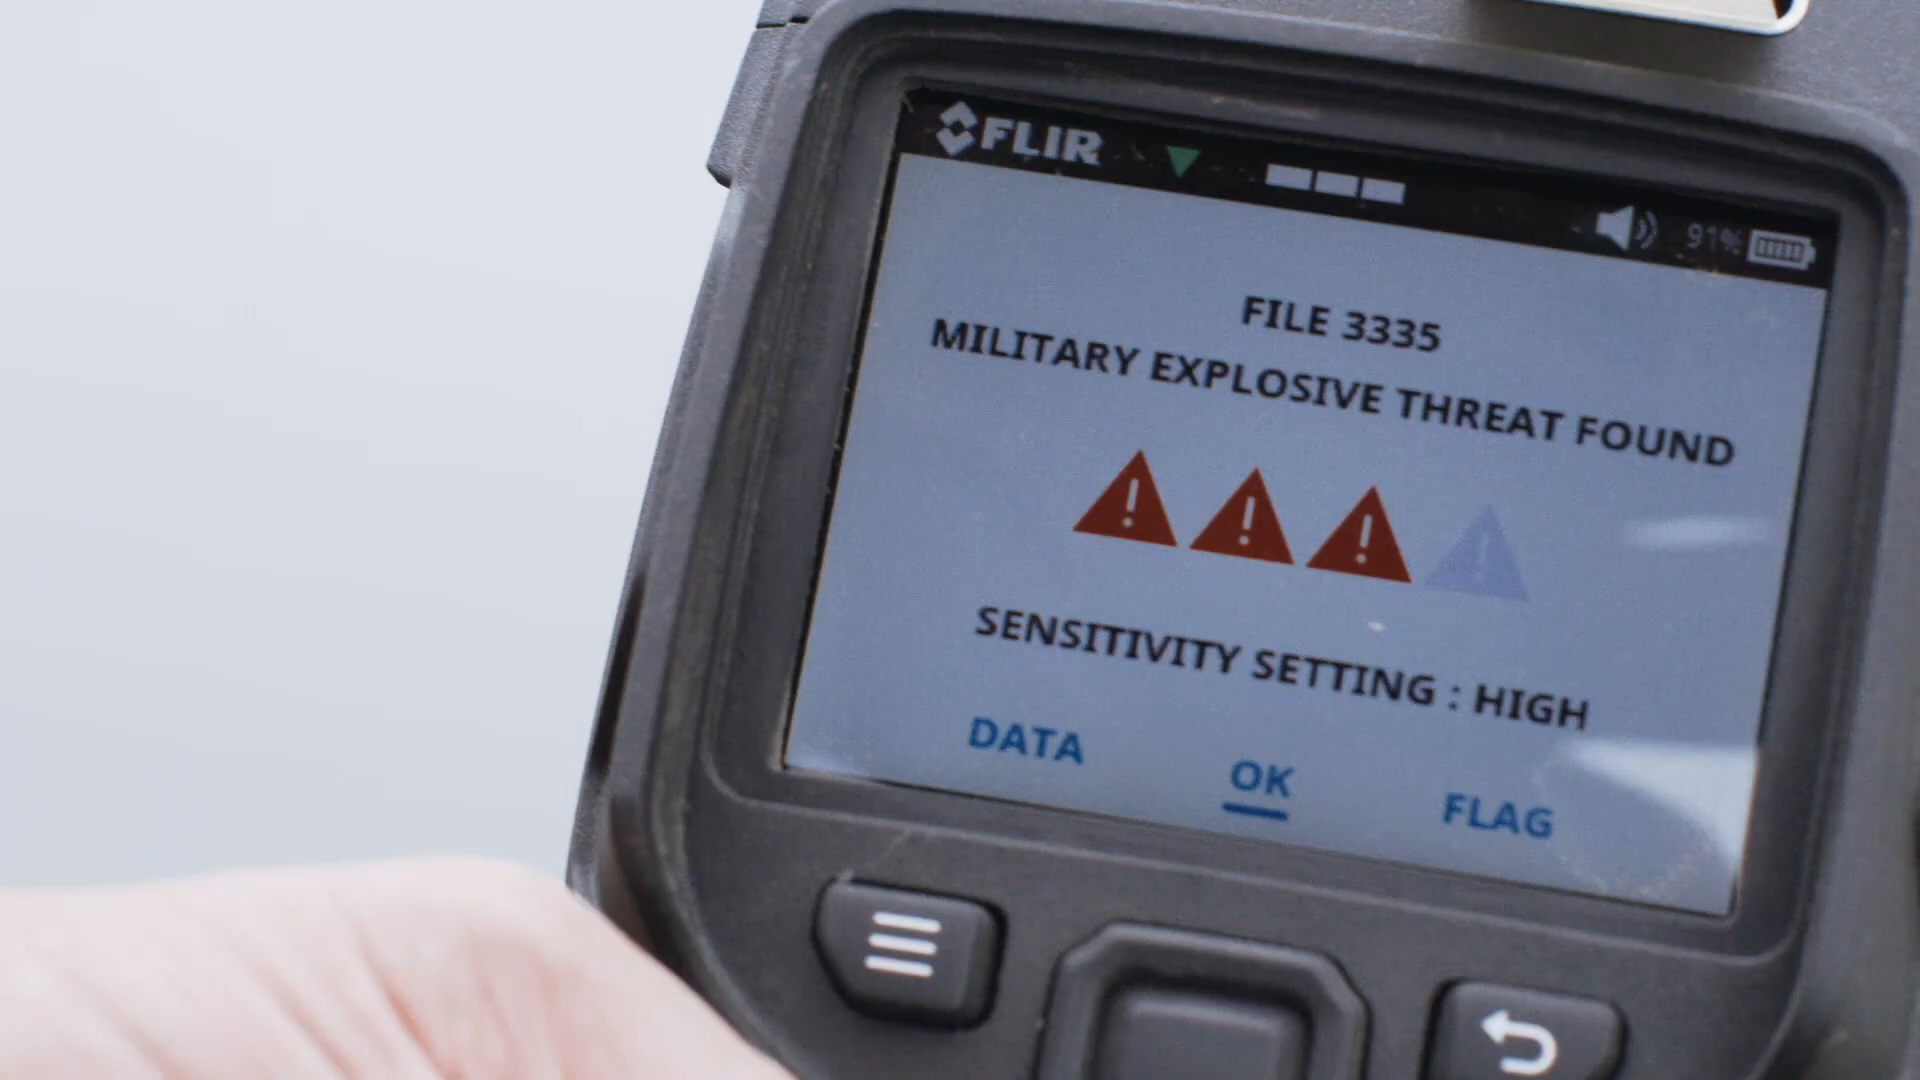 FLIR
91%
FILE 3335
MILITARY EXPLOSIVE THREAT FOUND
SENSITIVITY SETTING : HIGH
DATA
OK
FLAG